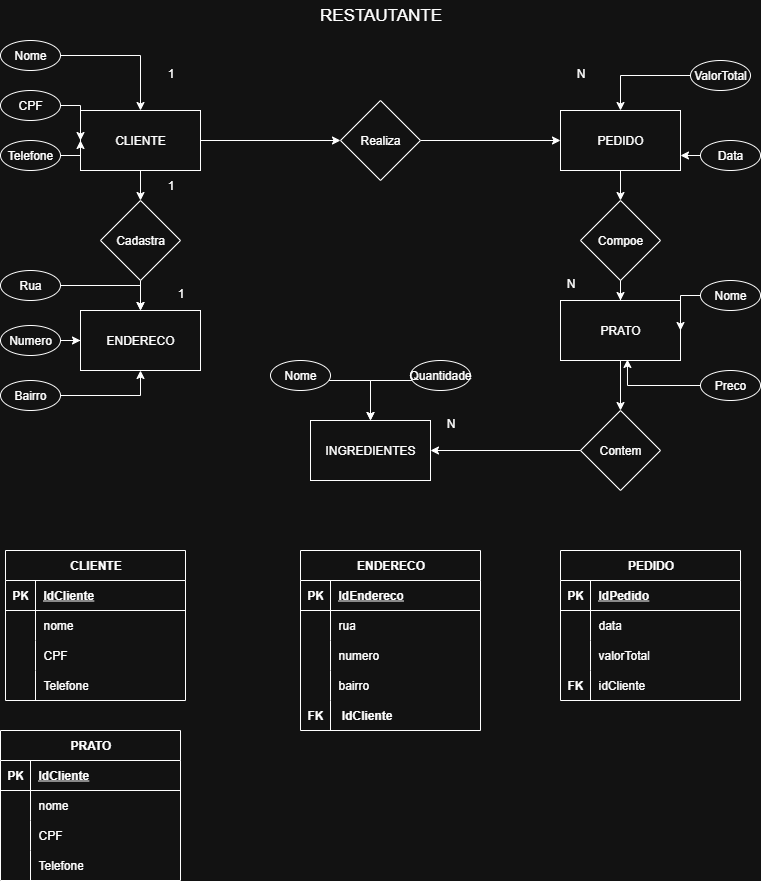 RESTAUTANTE
Nome
1
N
ValorTotal
CPF
CLIENTE
Realiza
PEDIDO
Telefone
Data
1
Cadastra
Compoe
Rua
1
N
Nome
Numero
ENDERECO
PRATO
Bairro
Nome
Quantidade
Preco
N
INGREDIENTES
Contem
CLIENTE
PK IdCliente
nome
CPF
Telefone
ENDERECO
PK IdEndereco
rua
numero
bairro
FK IdCliente
PEDIDO
PK IdPedido
data
valorTotal
FK idCliente
PRATO
PK IdCliente
nome
CPF
Telefone